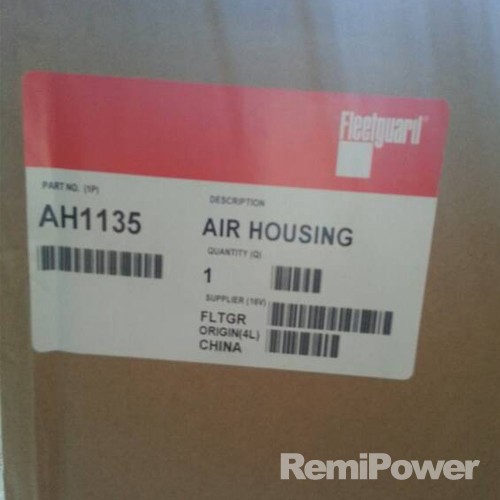 Fleetguard®
PART NO. (1P)
AH1135
DESCRIPTION
AIR HOUSING
QUANTITY (Q)
1
SUPPLIER (16V)
FLTGR
ORIGIN(4L)
CHINA
RemiPower